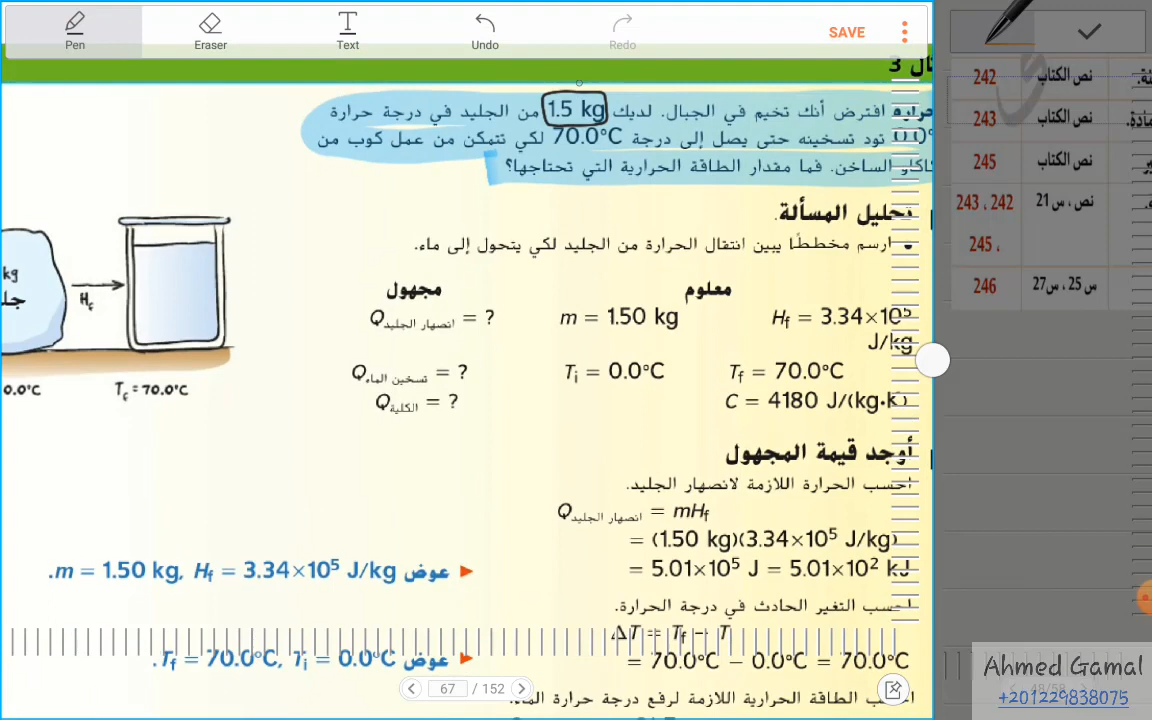 Pen
Eraser
Text
Undo
Redo
SAVE
3
افترض أنك تخيم في الجبال. لديك 1.5 kg من الجليد في درجة حرارة
تود تسخينه حتى يصل إلى درجة 70.0°C لكي تتمكن من عمل كوب من
الساخن. فما مقدار الطاقة الحرارية التي تحتاجها؟
تحليل المسألة.
ارسم مخططًا يبين انتقال الحرارة من الجليد لكي يتحول إلى ماء.
معلوم
مجهول
Hf = 3.34×10⁵ J/kg
m = 1.50 kg
Q انصهار الجليد = ?
Tf = 70.0°C
Ti = 0.0°C
Q تسخين الماء = ?
C = 4180 J/(kg•K)
Q الكلية = ?
kg
Hf
0.0°C
Tf = 70.0°C
أوجد قيمة المجهول
احسب الحرارة اللازمة لانصهار الجليد.
Q انصهار الجليد = mHf
= (1.50 kg)(3.34×10⁵ J/kg)
= 5.01×10⁵ J = 5.01×10² kJ
عوض m = 1.50 kg, Hf = 3.34×10⁵ J/kg.
احسب التغير الحادث في درجة الحرارة.
ΔT = Tf − T
= 70.0°C − 0.0°C = 70.0°C
عوض Tf = 70.0°C, Ti = 0.0°C.
احسب الطاقة الحرارية اللازمة لرفع درجة حرارة الماء.
67 / 152
نص الكتاب 242
نص الكتاب 243
نص الكتاب 245
نص ، س 21 242 ، 243
، 245
س 25 ، س27 246
48/58
Ahmed Gamal
+201229838075